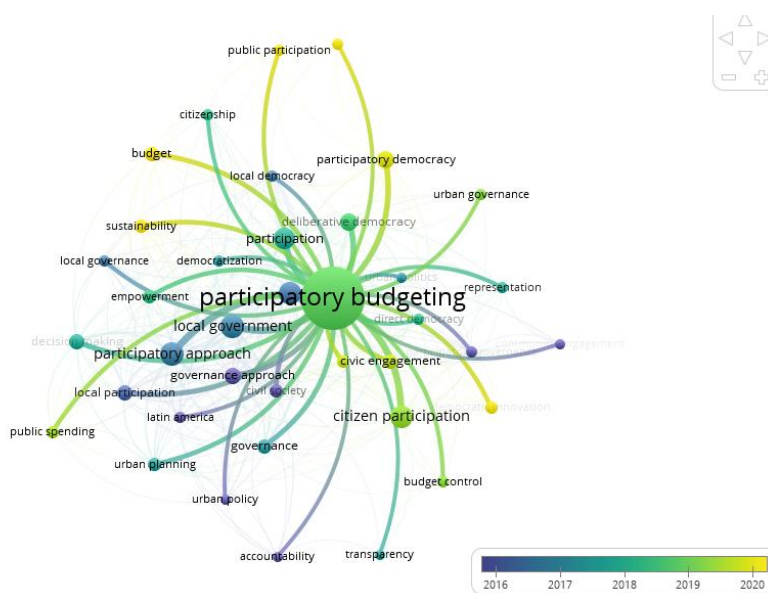 public participation
citizenship
budget
participatory democracy
local democracy
urban governance
deliberative democracy
sustainability
participation
local governance
democratization
urban politics
representation
empowerment
participatory budgeting
local government
direct democracy
decision making
participatory approach
civic engagement
governance approach
local participation
civil society
latin america
citizen participation
public spending
governance
urban planning
budget control
urban policy
accountability
transparency
2016 2017 2018 2019 2020